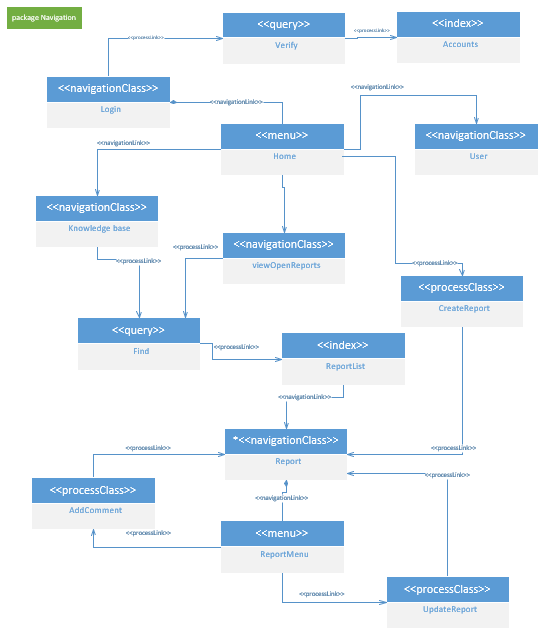 package Navigation
<<query>>
Verify
<<index>>
Accounts
<<processLink>>
<<processLink>>
<<navigationClass>>
Login
<<navigationLink>>
<<navigationLink>>
<<menu>>
Home
<<navigationClass>>
User
<<navigationLink>>
<<navigationClass>>
Knowledge base
<<navigationClass>>
viewOpenReports
<<processLink>>
<<processLink>>
<<processLink>>
<<processClass>>
CreateReport
<<query>>
Find
<<processLink>>
<<index>>
ReportList
<<navigationLink>>
*<<navigationClass>>
Report
<<processLink>>
<<processLink>>
<<processLink>>
<<processClass>>
AddComment
<<navigationLink>>
<<menu>>
ReportMenu
<<processLink>>
<<processLink>>
<<processClass>>
UpdateReport